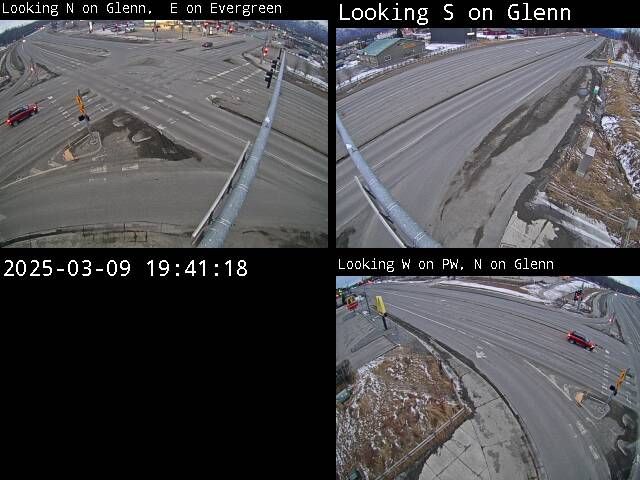 Looking N on Glenn, E on Evergreen
Looking S on Glenn
2025-03-09 19:41:18
Looking W on PW, N on Glenn